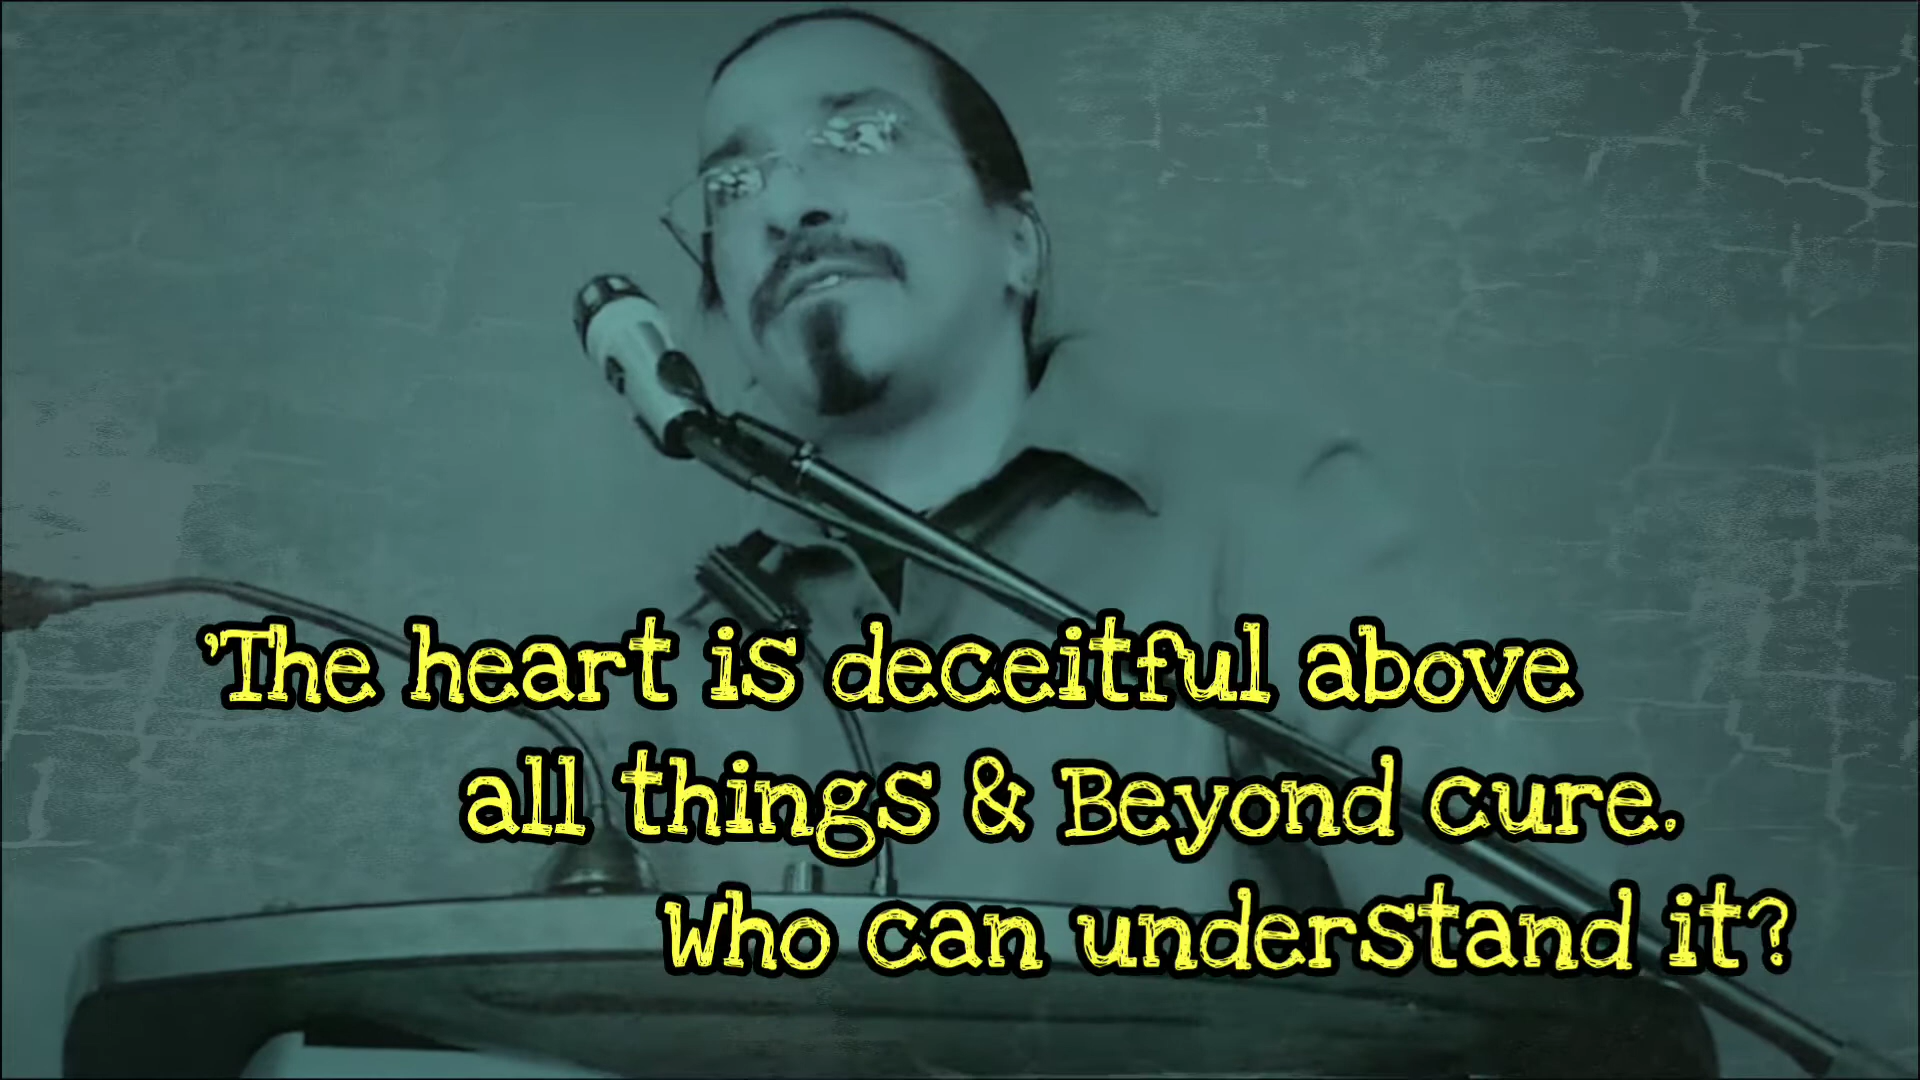 'The heart is deceitful above
all things & Beyond cure.
Who can understand it?